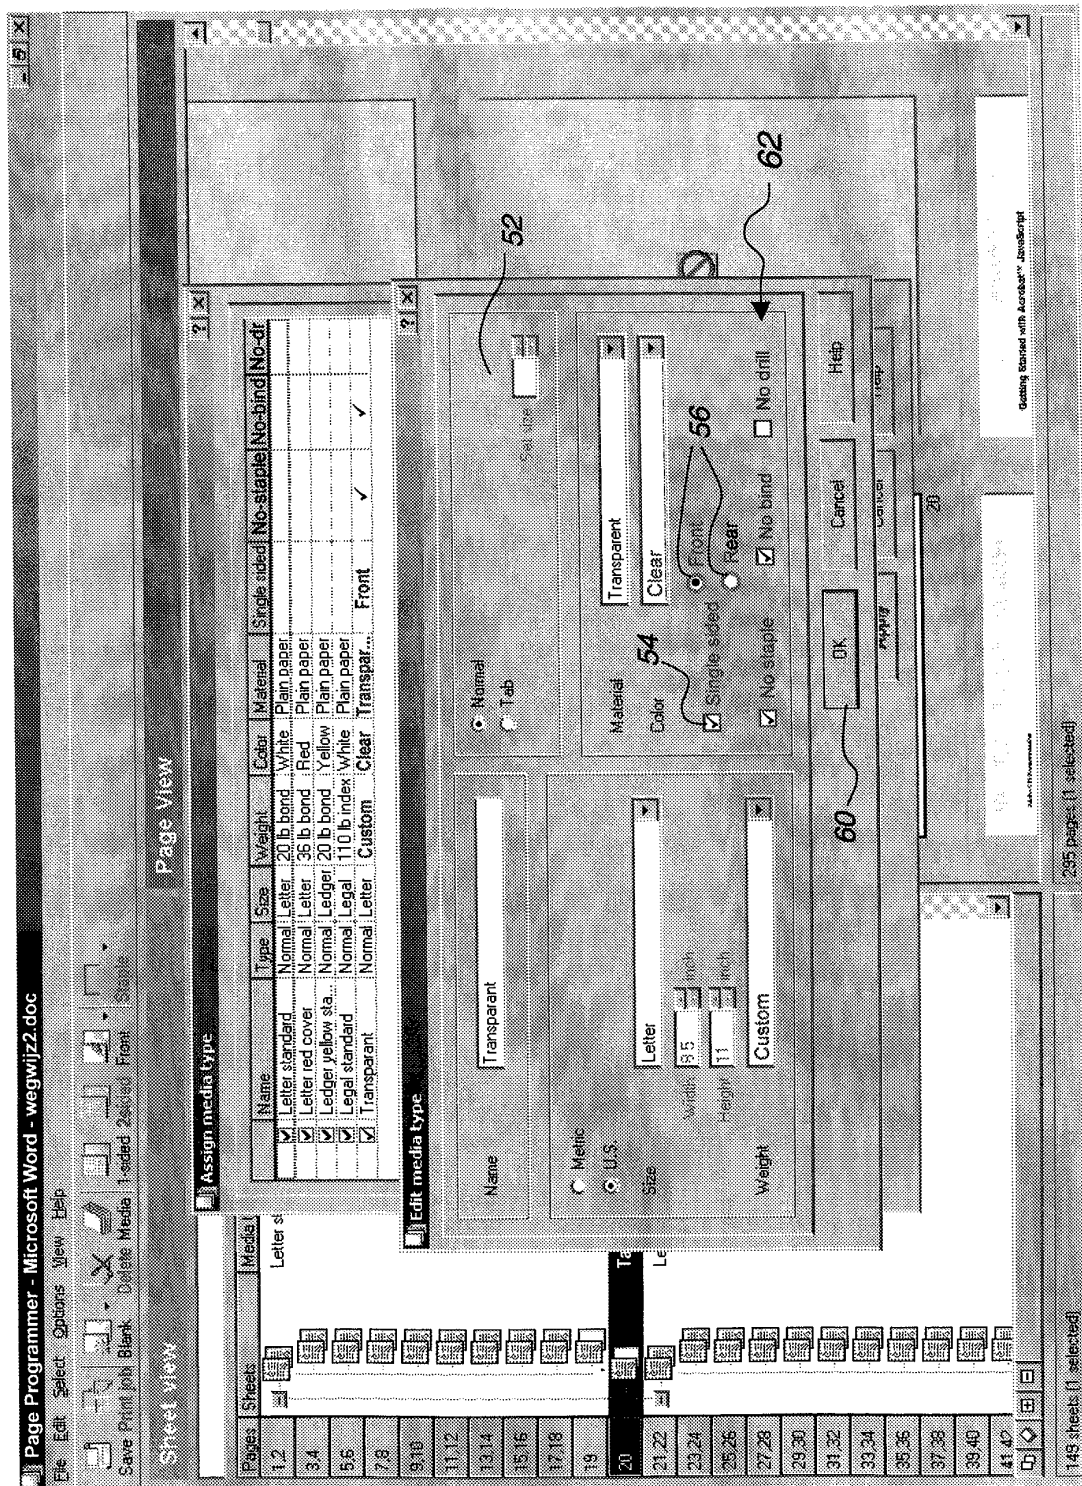 Page Programmer - Microsoft Word - wegwijz2.doc
File Edit Select Options View Help
Save Print job Bank Delete Media 1-sided 2-sided Front Staple
Sheet view
Page View
Pages Sheets Media
1,2 Letter st
3,4
5,6
7,8
9,10
11,12
13,14
15,16
17,18
19
20 Ta
21,22 Le
23,24
25,26
27,28
29,30
31,32
33,34
35,36
37,38
39,40
41,42
149 sheets (1 selected)
Assign media type
Name Type Size Weight Color Material Single sided No-staple No-bind No-dr
Letter standard Normal Letter 20 lb bond White Plain paper
Letter red cover Normal Letter 36 lb bond Red Plain paper
Ledger yellow sta... Normal Ledger 20 lb bond Yellow Plain paper
Legal standard Normal Legal 110 lb index White Plain paper
Transparant Normal Letter Custom Clear Transpar... Front
Edit media type
Name Transparant
Normal
Tab
Set size
52
Metric
U.S.
Size Letter
Width 8.5 inch
Height 11 inch
Weight Custom
Material Transparent
Color Clear
54
Single sided Front
Rear
56
No staple No bind No drill
62
60
OK Cancel Help
Cancel Help
20
Getting Started with Acrobat™ JavaScript
295 pages (1 selected)